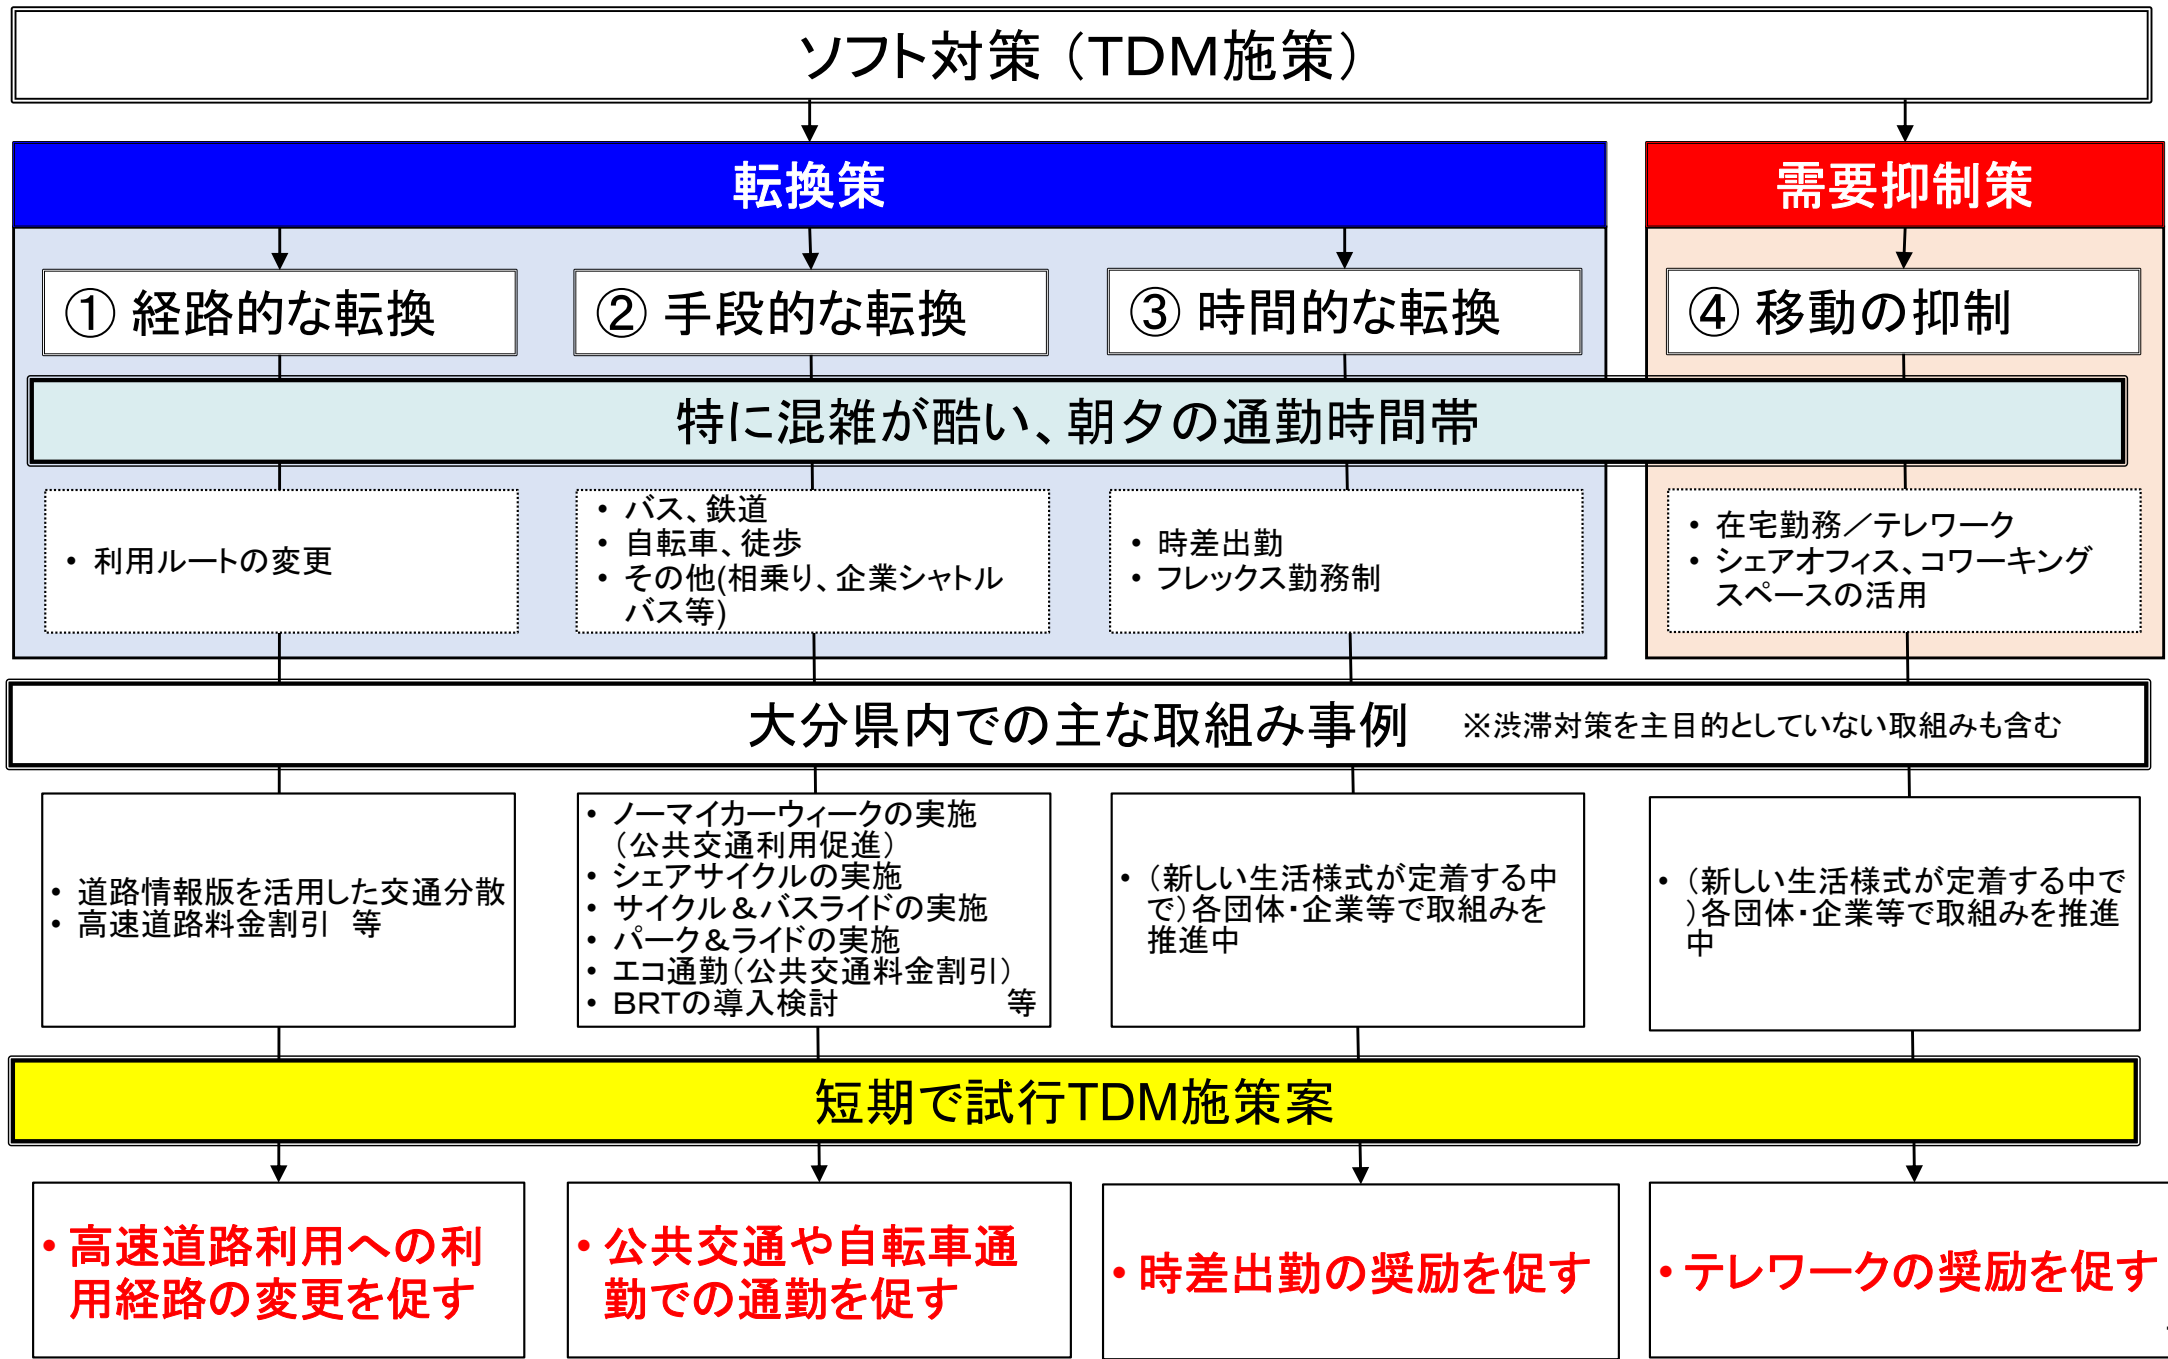 ソフト対策（TDM施策）
転換策
需要抑制策
① 経路的な転換
② 手段的な転換
③ 時間的な転換
④ 移動の抑制
特に混雑が酷い、朝夕の通勤時間帯
• 利用ルートの変更
• バス、鉄道
• 自転車、徒歩
• その他(相乗り、企業シャトル
バス等)
• 時差出勤
• フレックス勤務制
• 在宅勤務／テレワーク
• シェアオフィス、コワーキング
スペースの活用
大分県内での主な取組み事例　※渋滞対策を主目的としていない取組みも含む
• 道路情報版を活用した交通分散
• 高速道路料金割引　等
• ノーマイカーウィークの実施
（公共交通利用促進）
• シェアサイクルの実施
• サイクル＆バスライドの実施
• パーク＆ライドの実施
• エコ通勤（公共交通料金割引）
• BRTの導入検討　等
• （新しい生活様式が定着する中
で）各団体・企業等で取組みを
推進中
• （新しい生活様式が定着する中で
）各団体・企業等で取組みを推進
中
短期で試行TDM施策案
• 高速道路利用への利
用経路の変更を促す
• 公共交通や自転車通
勤での通勤を促す
• 時差出勤の奨励を促す
• テレワークの奨励を促す